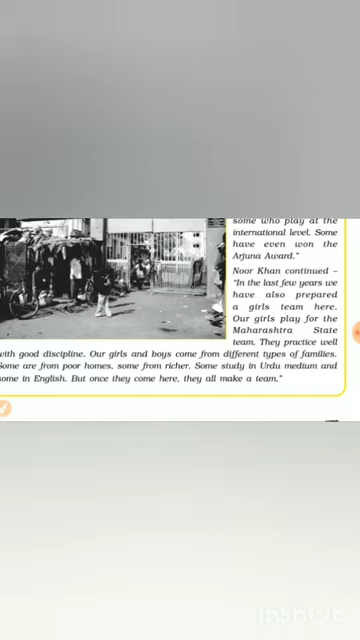 some who play at the
international level. Some
have even won the
Arjuna Award."
Noor Khan continued –
"In the last few years we
have also prepared
a girls team here.
Our girls play for the
Maharashtra State
team. They practice well
with good discipline. Our girls and boys come from different types of families.
Some are from poor homes, some from richer. Some study in Urdu medium and
some in English. But once they come here, they all make a team."